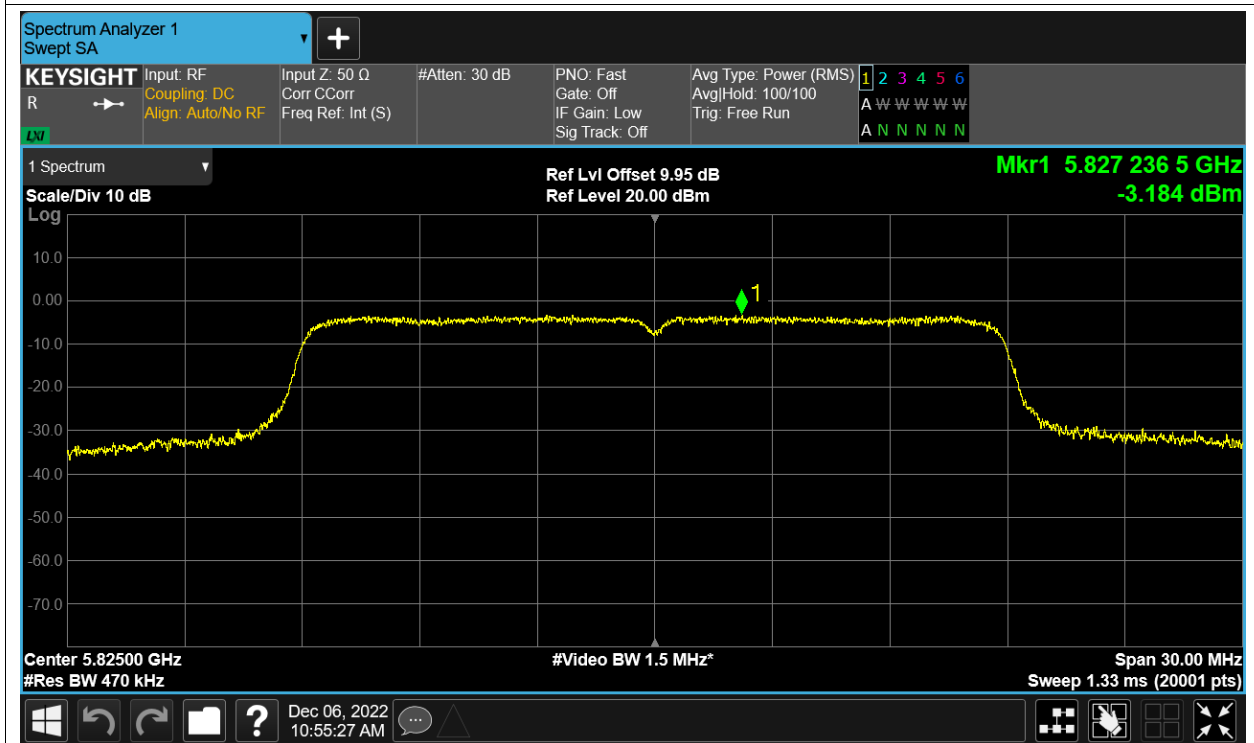 Spectrum Analyzer 1
Swept SA
+
KEYSIGHT
R
LXI
Input: RF
Coupling: DC
Align: Auto/No RF
Input Z: 50 Ω
Corr CCorr
Freq Ref: Int (S)
#Atten: 30 dB
PNO: Fast
Gate: Off
IF Gain: Low
Sig Track: Off
Avg Type: Power (RMS)
Avg|Hold: 100/100
Trig: Free Run
1 2 3 4 5 6
A W W W W W
A N N N N N
1 Spectrum
Scale/Div 10 dB
Ref Lvl Offset 9.95 dB
Ref Level 20.00 dBm
Mkr1 5.827 236 5 GHz
-3.184 dBm
Log
10.0
0.00
-10.0
-20.0
-30.0
-40.0
-50.0
-60.0
-70.0
1
Center 5.82500 GHz
#Res BW 470 kHz
#Video BW 1.5 MHz*
Span 30.00 MHz
Sweep 1.33 ms (20001 pts)
?
Dec 06, 2022
10:55:27 AM